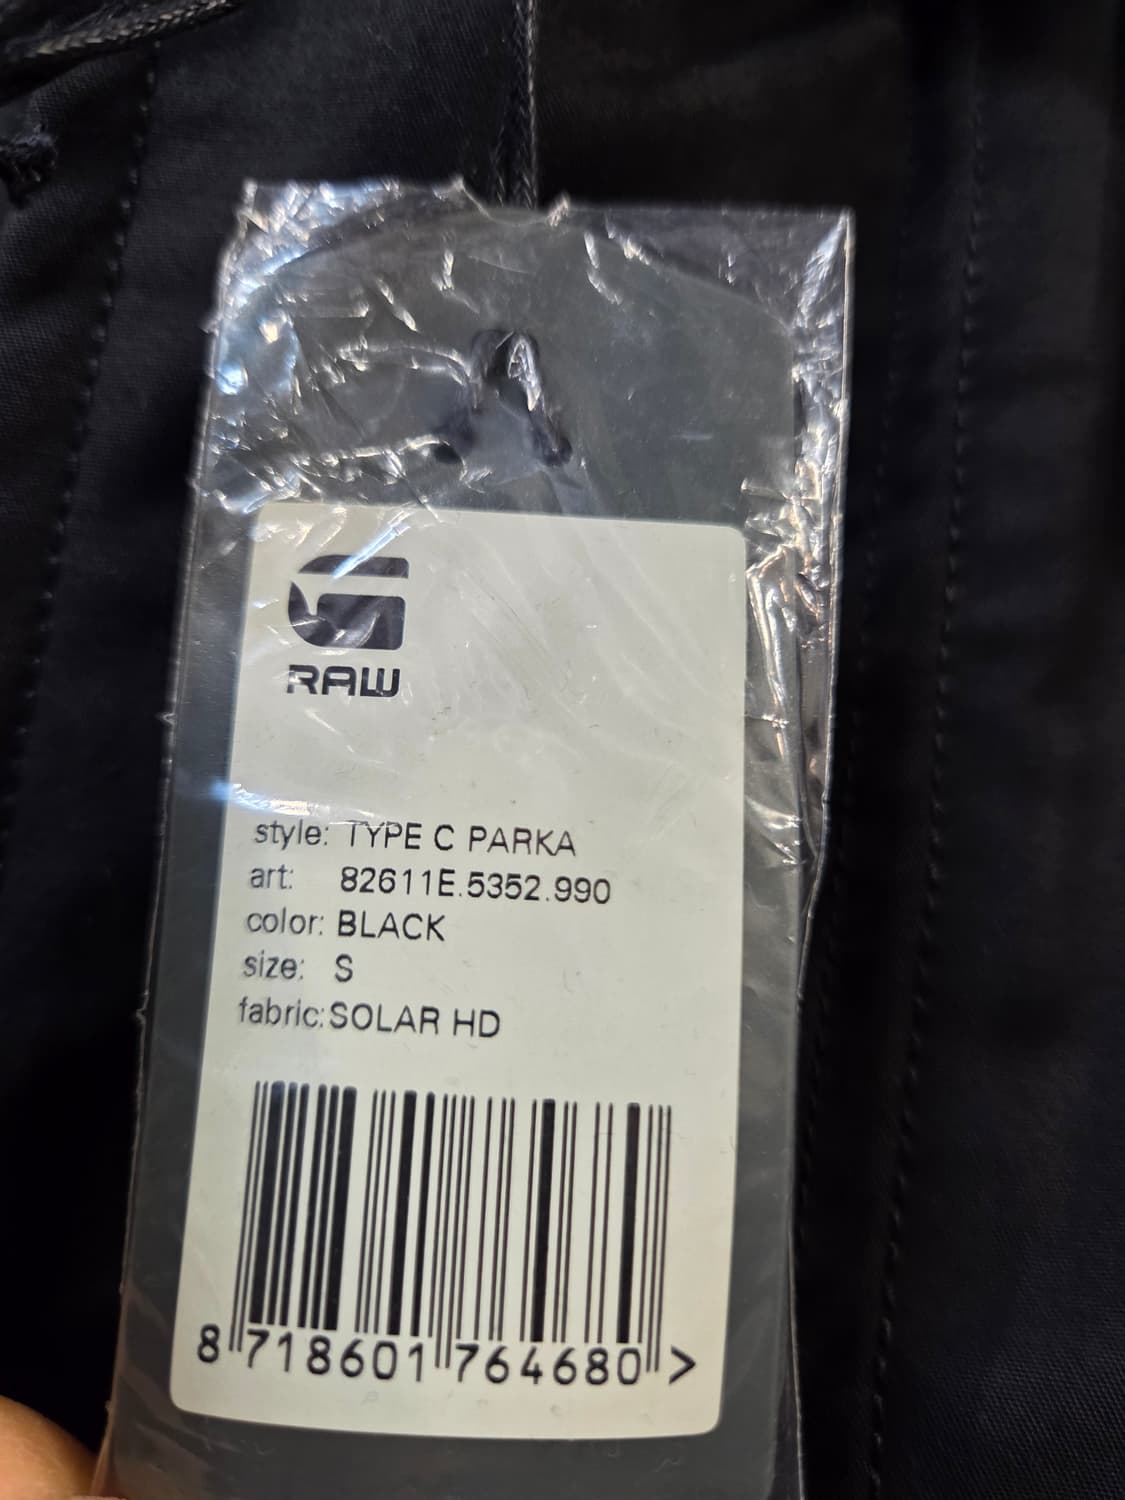 G
RAW
style: TYPE C PARKA
art: 82611E.5352.990
color: BLACK
size: S
fabric: SOLAR HD
8 718601 764680 >